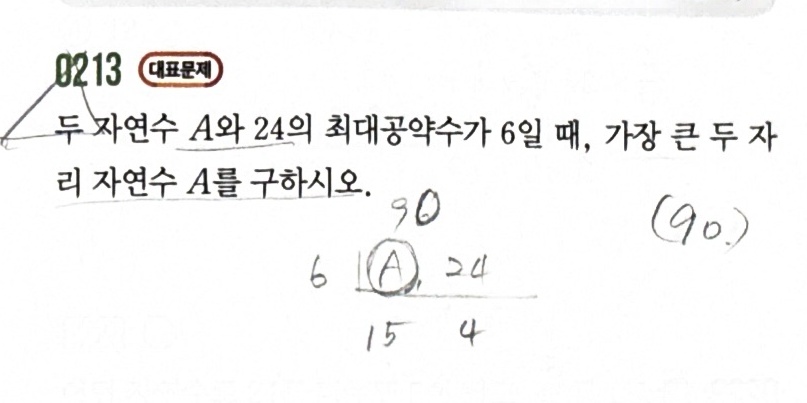 0213 대표문제
두 자연수 A와 24의 최대공약수가 6일 때, 가장 큰 두 자
리 자연수 A를 구하시오.
90
(90.)
6 A, 24
15 4